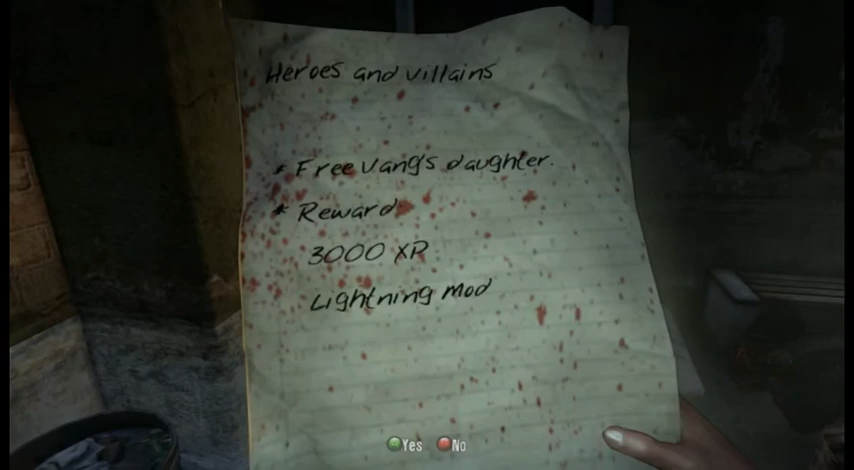 Heroes and villains
* Free Vang's daughter.
* Reward
3000 XP
Lightning mod
Yes No